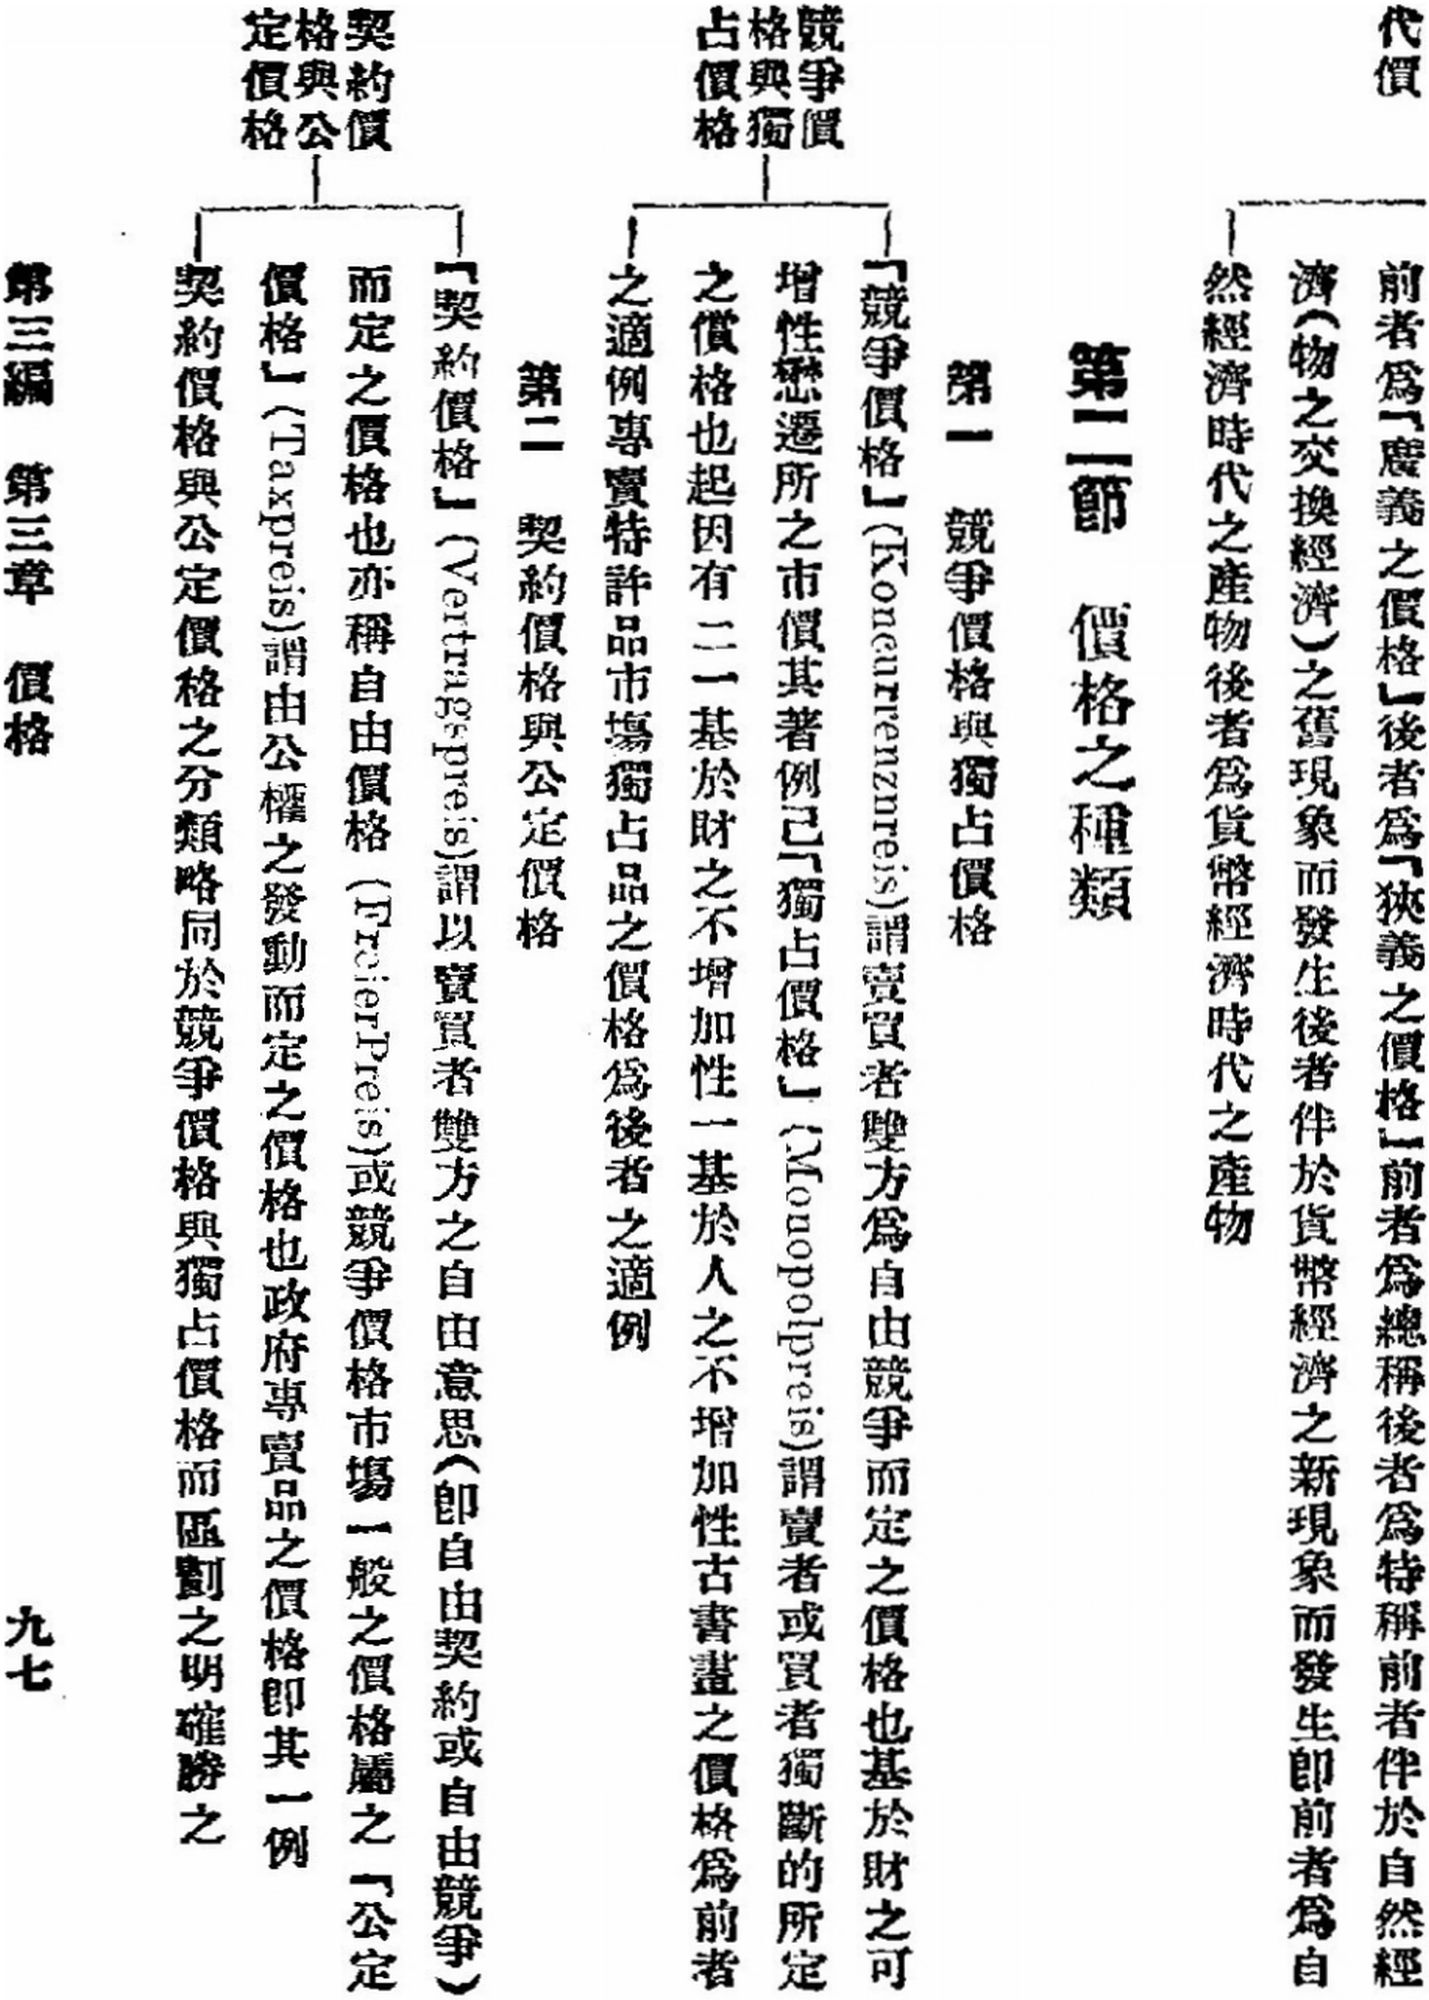 代價
前者爲「廣義之價格」後者爲「狹義之價格」前者爲總稱後者爲特稱前者伴於自然經
濟(物之交換經濟)之舊現象而發生後者伴於貨幣經濟之新現象而發生卽前者爲自
然經濟時代之產物後者爲貨幣經濟時代之產物
第二節　價格之種類
第一　競爭價格與獨占價格
競爭價
格與獨
占價格
「競爭價格」(Koneurrenznreis)謂賣買者雙方爲自由競爭而定之價格也基於財之可
增性懋遷所之市價其著例已「獨占價格」(Monopolpreis)謂賣者或買者獨斷的所定
之價格也起因有二一基於財之不增加性一基於人之不增加性古書畫之價格爲前者
之適例專賣特許品市場獨占品之價格爲後者之適例
第二　契約價格與公定價格
契約價
格與公
定價格
「契約價格」(Vertragspreis)謂以賣買者雙方之自由意思(卽自由契約或自由競爭)
而定之價格也亦稱自由價格(FreierPreis)或競爭價格市場一般之價格屬之「公定
價格」(Taxpreis)謂由公權之發動而定之價格也政府專賣品之價格卽其一例
契約價格與公定價格之分類略同於競爭價格與獨占價格而區劃之明確勝之
第三編　第三章　價格
九七